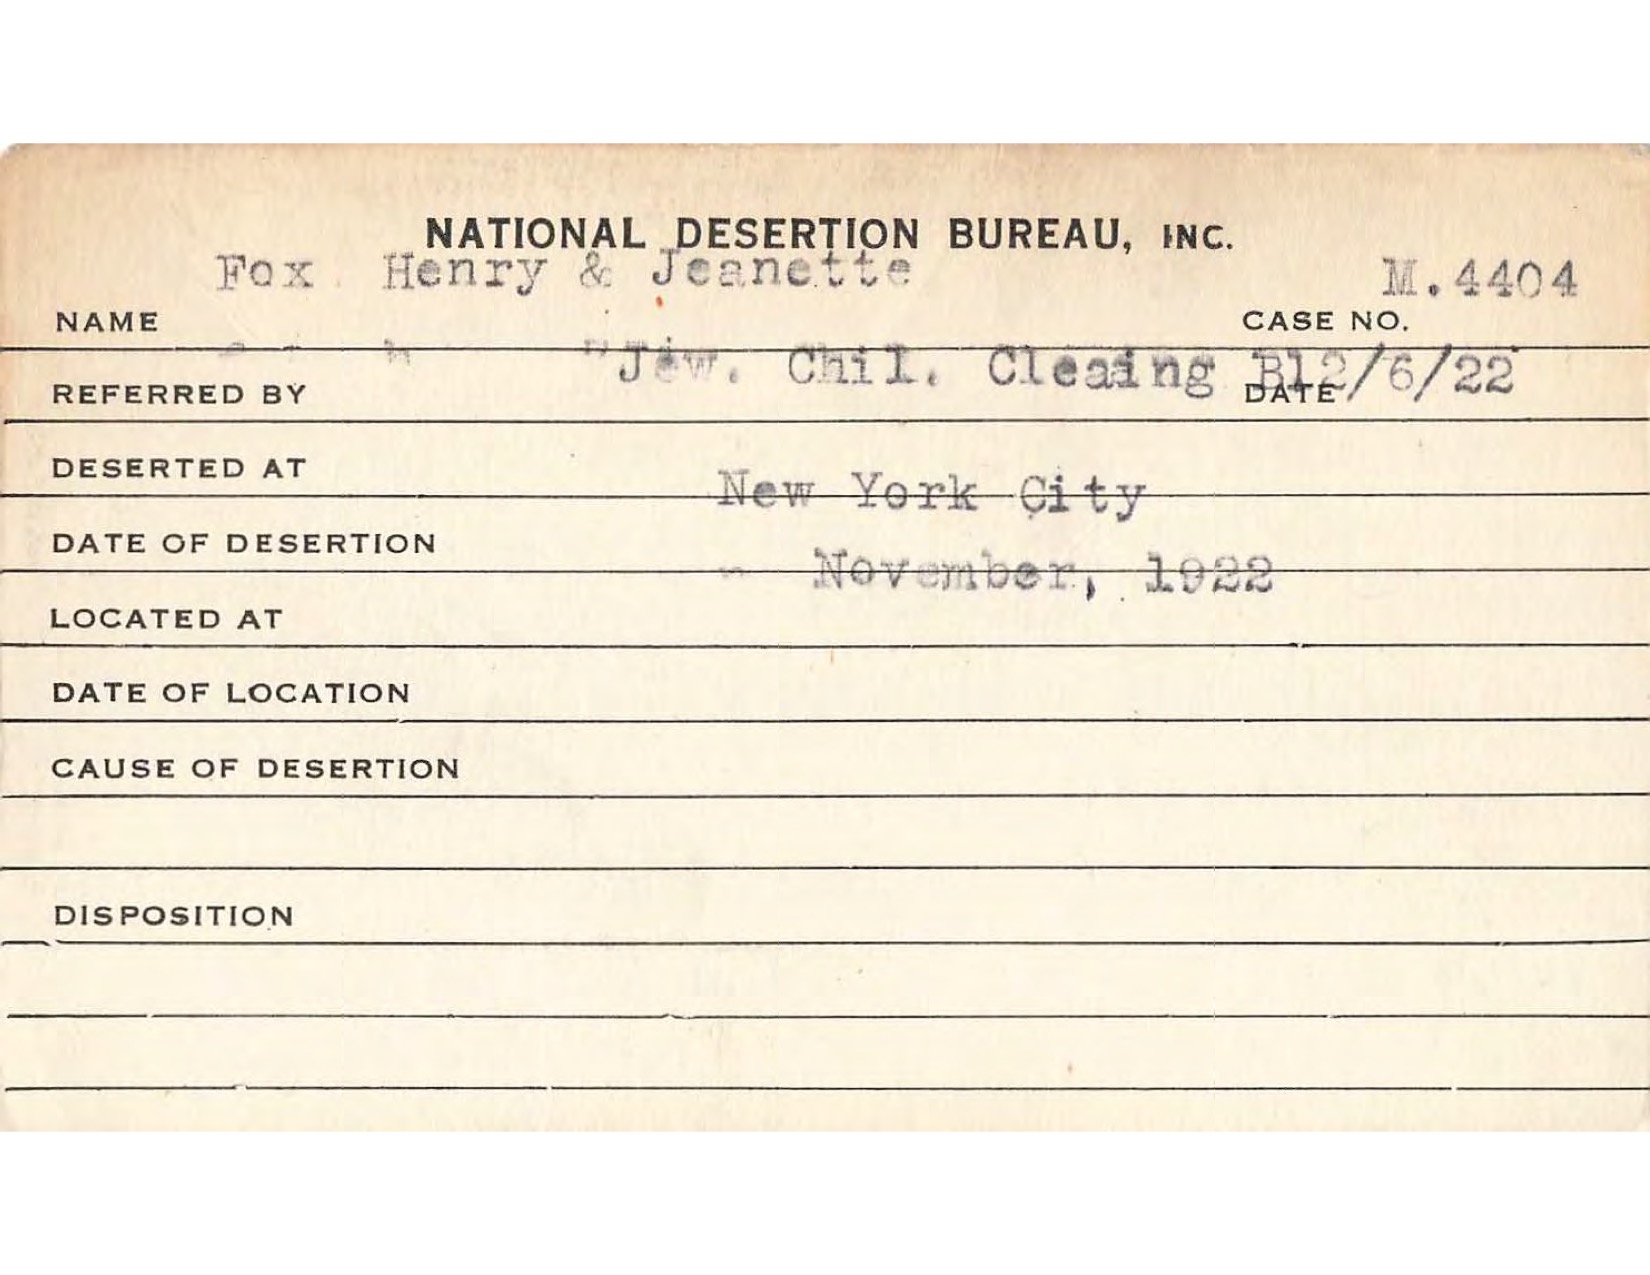 NATIONAL DESERTION BUREAU, INC.
Fox Henry & Jeanette M.4404
NAME CASE NO.
"Jew. Chil. Cleaing B12/6/22
REFERRED BY DATE
DESERTED AT New York City
DATE OF DESERTION
November, 1922
LOCATED AT
DATE OF LOCATION
CAUSE OF DESERTION
DISPOSITION